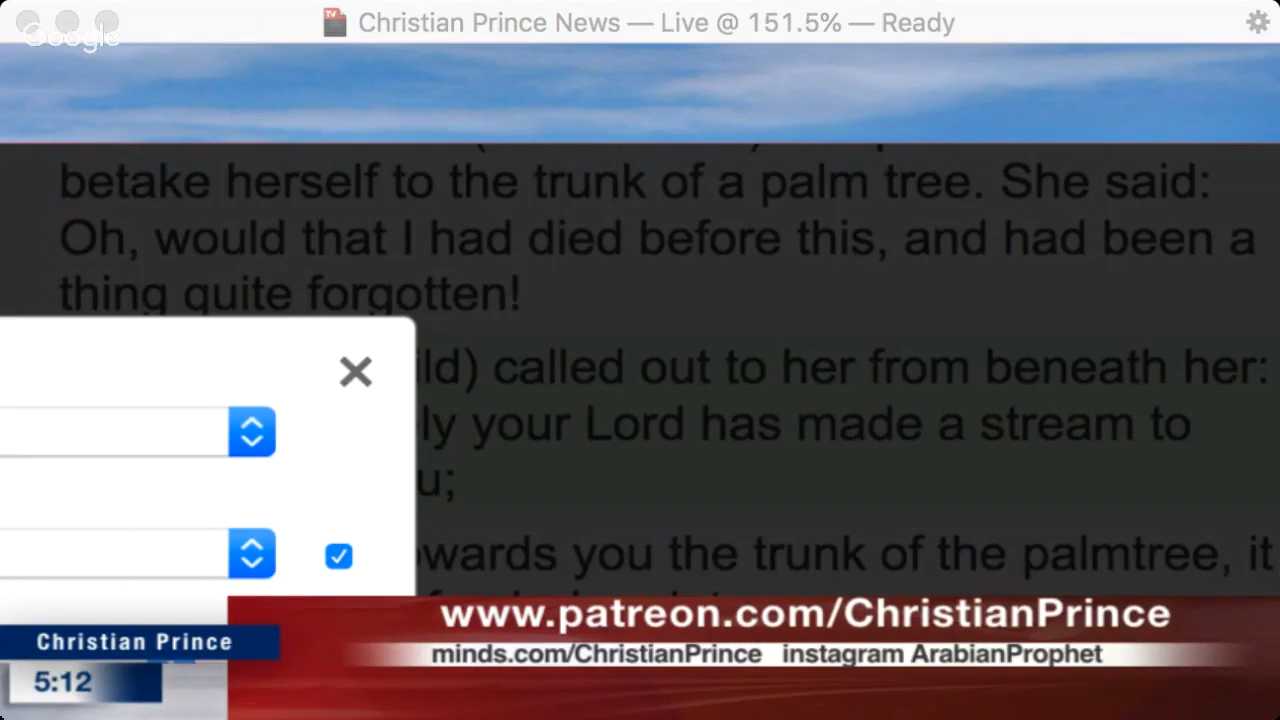 Google
TV
Christian Prince News — Live @ 151.5% — Ready
betake herself to the trunk of a palm tree. She said:
Oh, would that I had died before this, and had been a
thing quite forgotten!
ild) called out to her from beneath her:
ly your Lord has made a stream to
u;
owards you the trunk of the palmtree, it
www.patreon.com/ChristianPrince
Christian Prince
minds.com/ChristianPrince instagram ArabianProphet
5:12